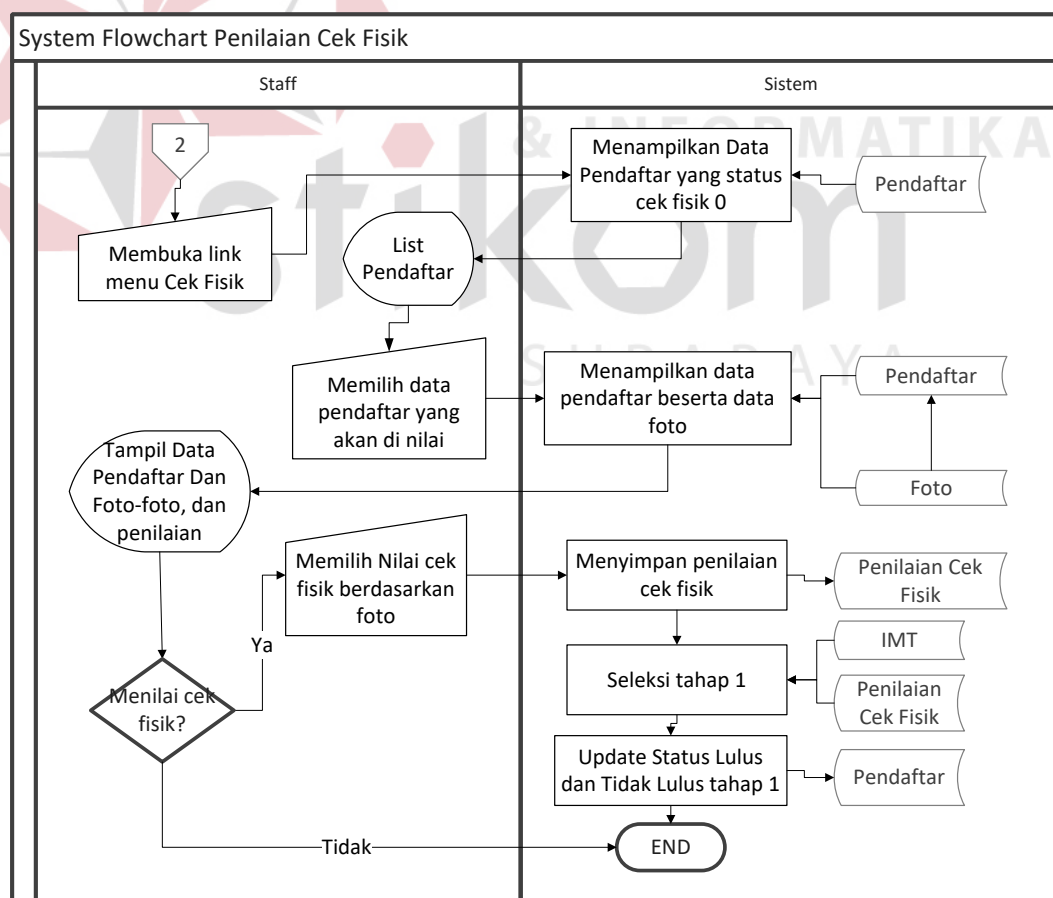 System Flowchart Penilaian Cek Fisik
Staff
Sistem
& INFORMATIKA
stikom
SURABAYA
2
Membuka link
menu Cek Fisik
Menampilkan Data
Pendaftar yang status
cek fisik 0
Pendaftar
List
Pendaftar
Memilih data
pendaftar yang
akan di nilai
Menampilkan data
pendaftar beserta data
foto
Pendaftar
Foto
Tampil Data
Pendaftar Dan
Foto-foto, dan
penilaian
Memilih Nilai cek
fisik berdasarkan
foto
Menyimpan penilaian
cek fisik
Penilaian Cek
Fisik
Ya
Menilai cek
fisik?
Seleksi tahap 1
IMT
Penilaian
Cek Fisik
Update Status Lulus
dan Tidak Lulus tahap 1
Pendaftar
Tidak
END